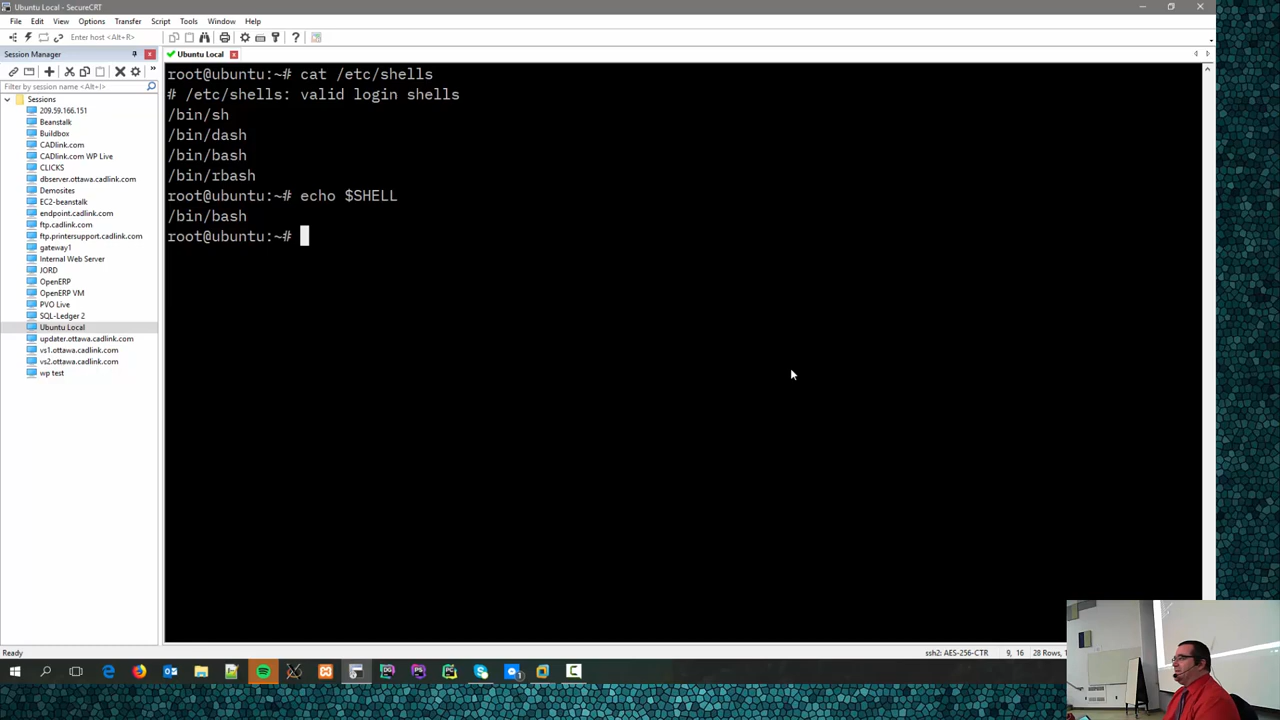 Ubuntu Local - SecureCRT
File Edit View Options Transfer Script Tools Window Help
Enter host <Alt+R>
Session Manager
Ubuntu Local
Filter by session name <Alt+I>
Sessions
209.59.166.151
Beanstalk
Buildbox
CADlink.com
CADlink.com WP Live
CLICKS
dbserver.ottawa.cadlink.com
Demosites
EC2-beanstalk
endpoint.cadlink.com
ftp.cadlink.com
ftp.printersupport.cadlink.com
gateway1
Internal Web Server
JORD
OpenERP
OpenERP VM
PVO Live
SQL-Ledger 2
Ubuntu Local
updater.ottawa.cadlink.com
vs1.ottawa.cadlink.com
vs2.ottawa.cadlink.com
wp test
root@ubuntu:~# cat /etc/shells
# /etc/shells: valid login shells
/bin/sh
/bin/dash
/bin/bash
/bin/rbash
root@ubuntu:~# echo $SHELL
/bin/bash
root@ubuntu:~#
Ready
ssh2: AES-256-CTR
9, 16
28 Rows,
DG
PS
PC